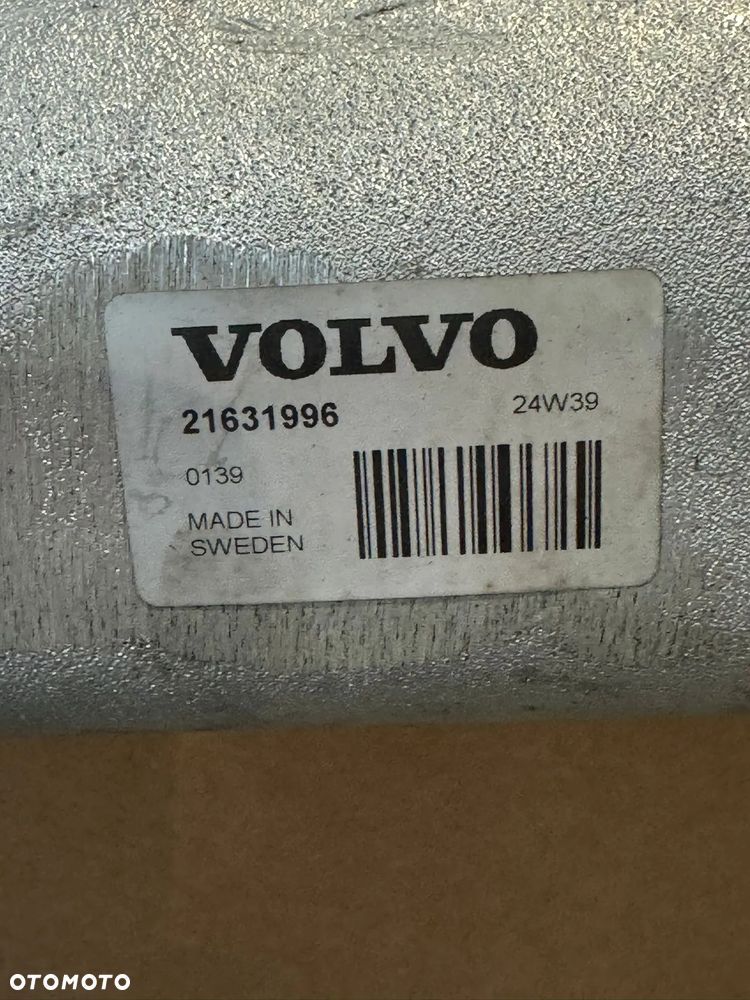 VOLVO
21631996 24W39
0139
MADE IN
SWEDEN
OTOMOTO